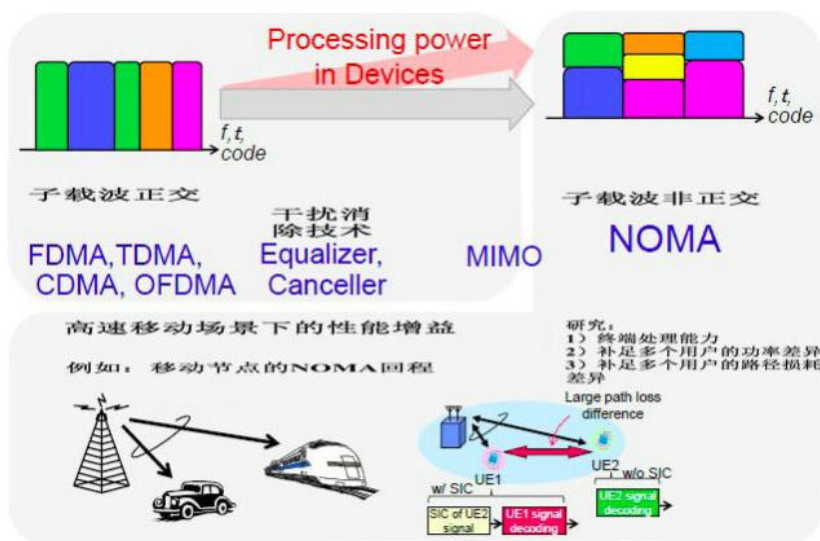 Processing power
in Devices
f,t,
code
f,t,
code
子载波正交
干扰消
除技术
子载波非正交
FDMA,TDMA,
CDMA, OFDMA
Equalizer,
Canceller
MIMO
NOMA
高速移动场景下的性能增益
例如：移动节点的NOMA回程
研究：
1）终端处理能力
2）补足多个用户的功率差异
3）补足多个用户的路径损耗
差异
Large path loss
difference
UE1
UE2
w/o SIC
w/ SIC
SIC of UE2
signal
UE1 signal
decoding
UE2 signal
decoding